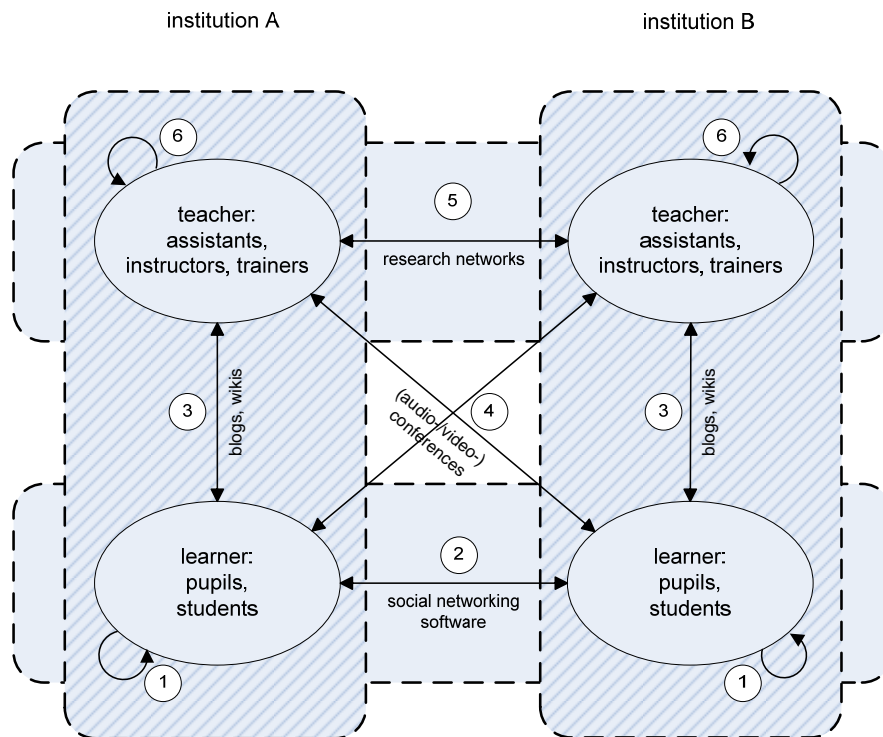 institution A
institution B
6
6
teacher:
assistants,
instructors, trainers
5
research networks
teacher:
assistants,
instructors, trainers
3
blogs, wikis
4
(audio-/video-)
conferences
3
blogs, wikis
learner:
pupils,
students
2
social networking
software
learner:
pupils,
students
1
1